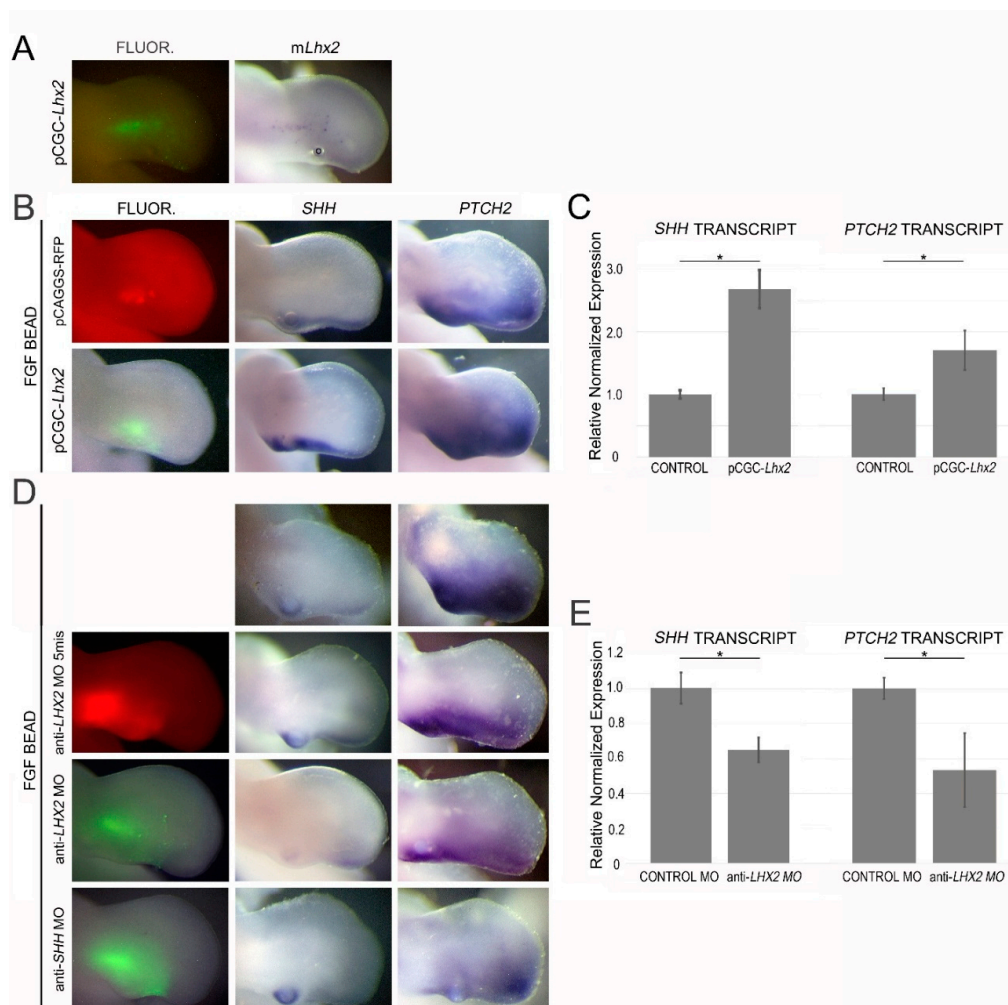 A
FLUOR.
mLhx2
pCGC-Lhx2
B
FLUOR.
SHH
PTCH2
FGF BEAD
pCAGGS-RFP
pCGC-Lhx2
C
SHH TRANSCRIPT
PTCH2 TRANSCRIPT
*
*
Relative Normalized Expression
3.0
2.0
1.0
0
CONTROL
pCGC-Lhx2
CONTROL
pCGC-Lhx2
D
FGF BEAD
anti-LHX2 MO 5mis
anti-LHX2 MO
anti-SHH MO
E
SHH TRANSCRIPT
PTCH2 TRANSCRIPT
*
*
Relative Normalized Expression
1.2
1.0
0.8
0.6
0.4
0.2
0
CONTROL MO
anti-LHX2 MO
CONTROL MO
anti-LHX2 MO